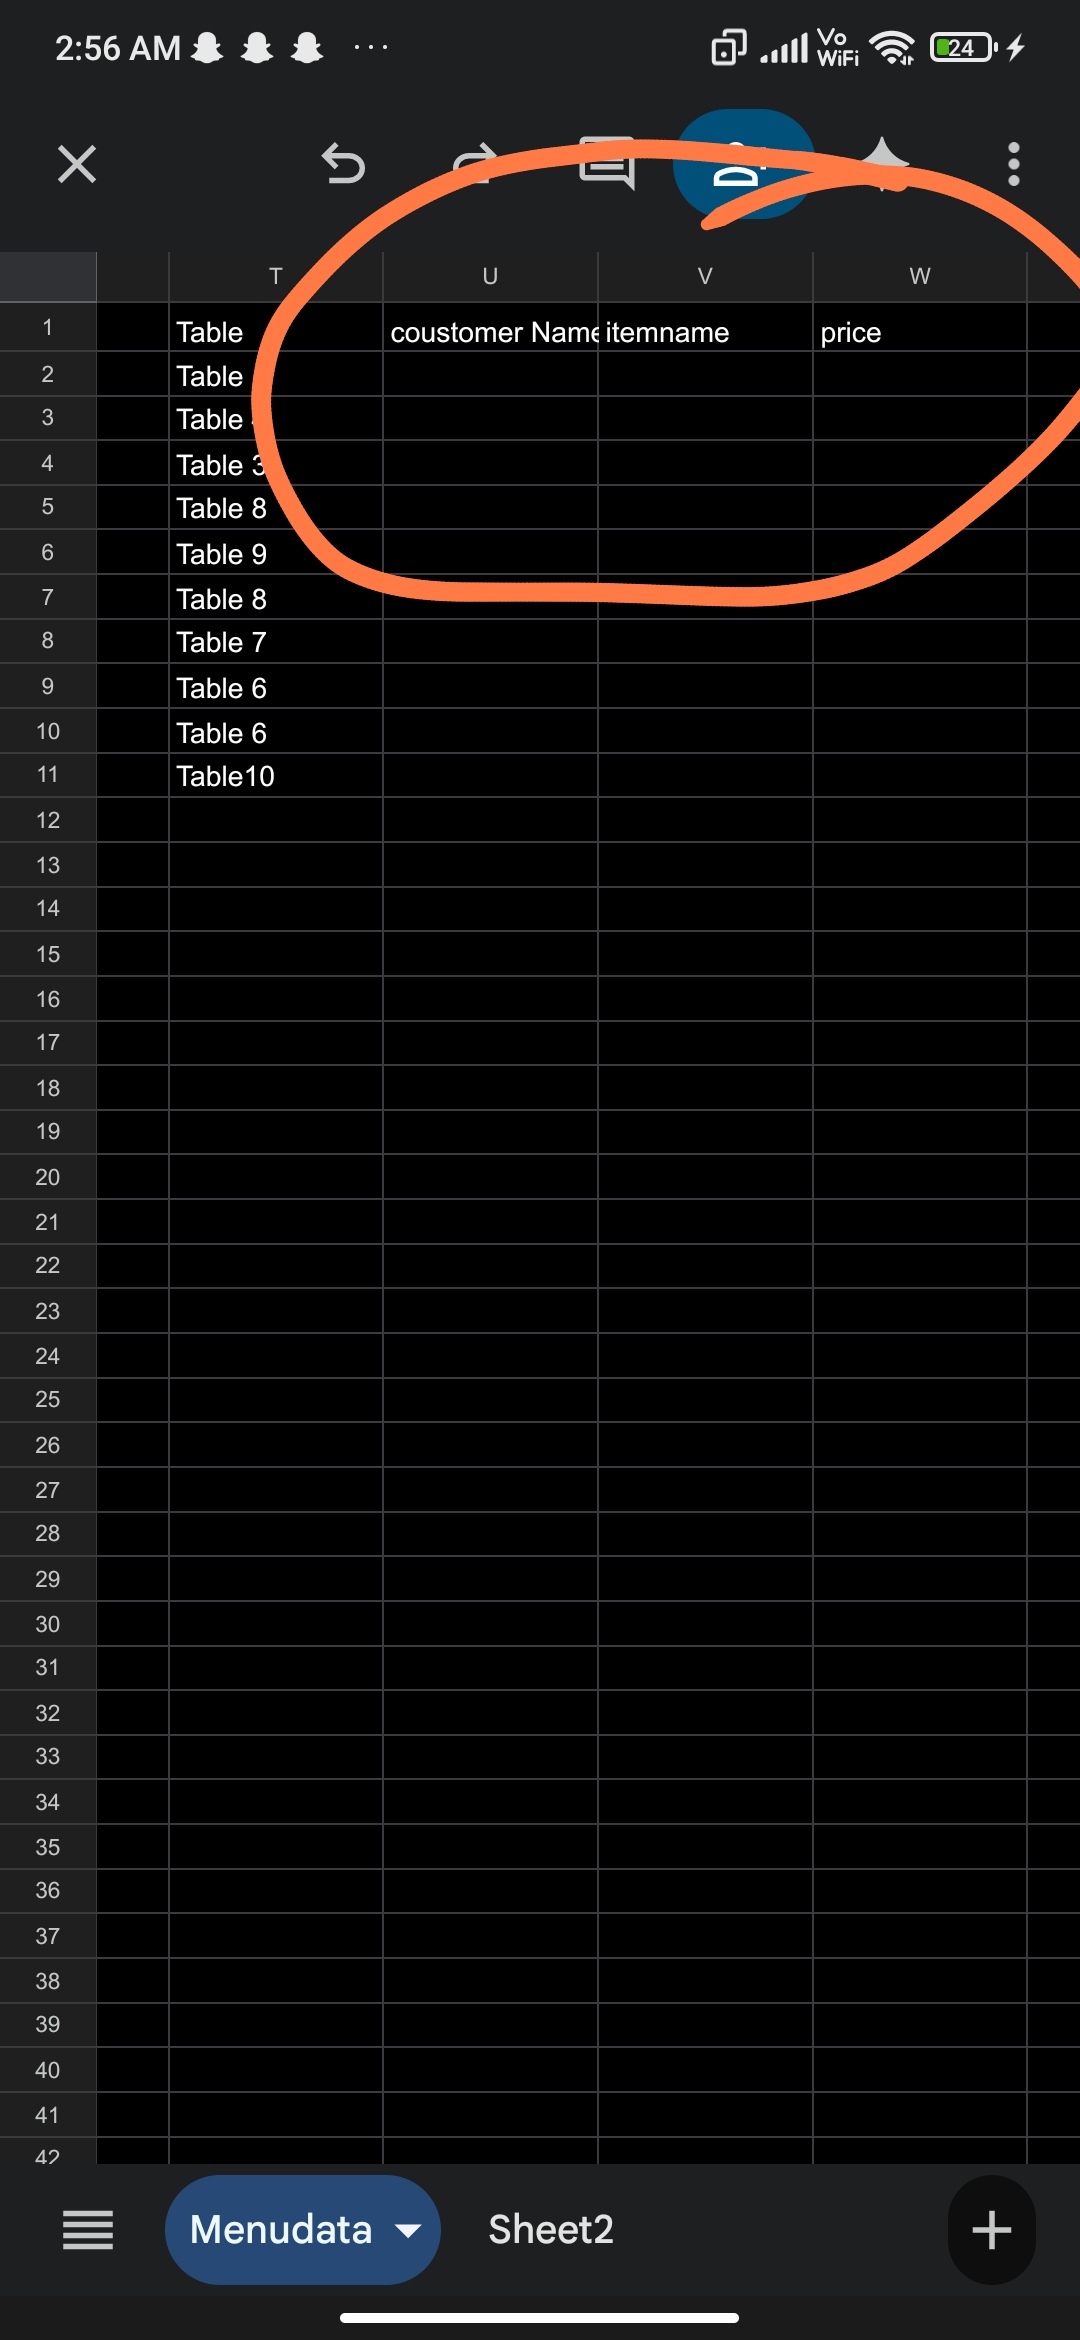 2:56 AM ... Vo WiFi 24
T U V W
1 Table coustomer Name itemname price
2 Table
3 Table
4 Table 3
5 Table 8
6 Table 9
7 Table 8
8 Table 7
9 Table 6
10 Table 6
11 Table10
12
13
14
15
16
17
18
19
20
21
22
23
24
25
26
27
28
29
30
31
32
33
34
35
36
37
38
39
40
41
42
Menudata Sheet2